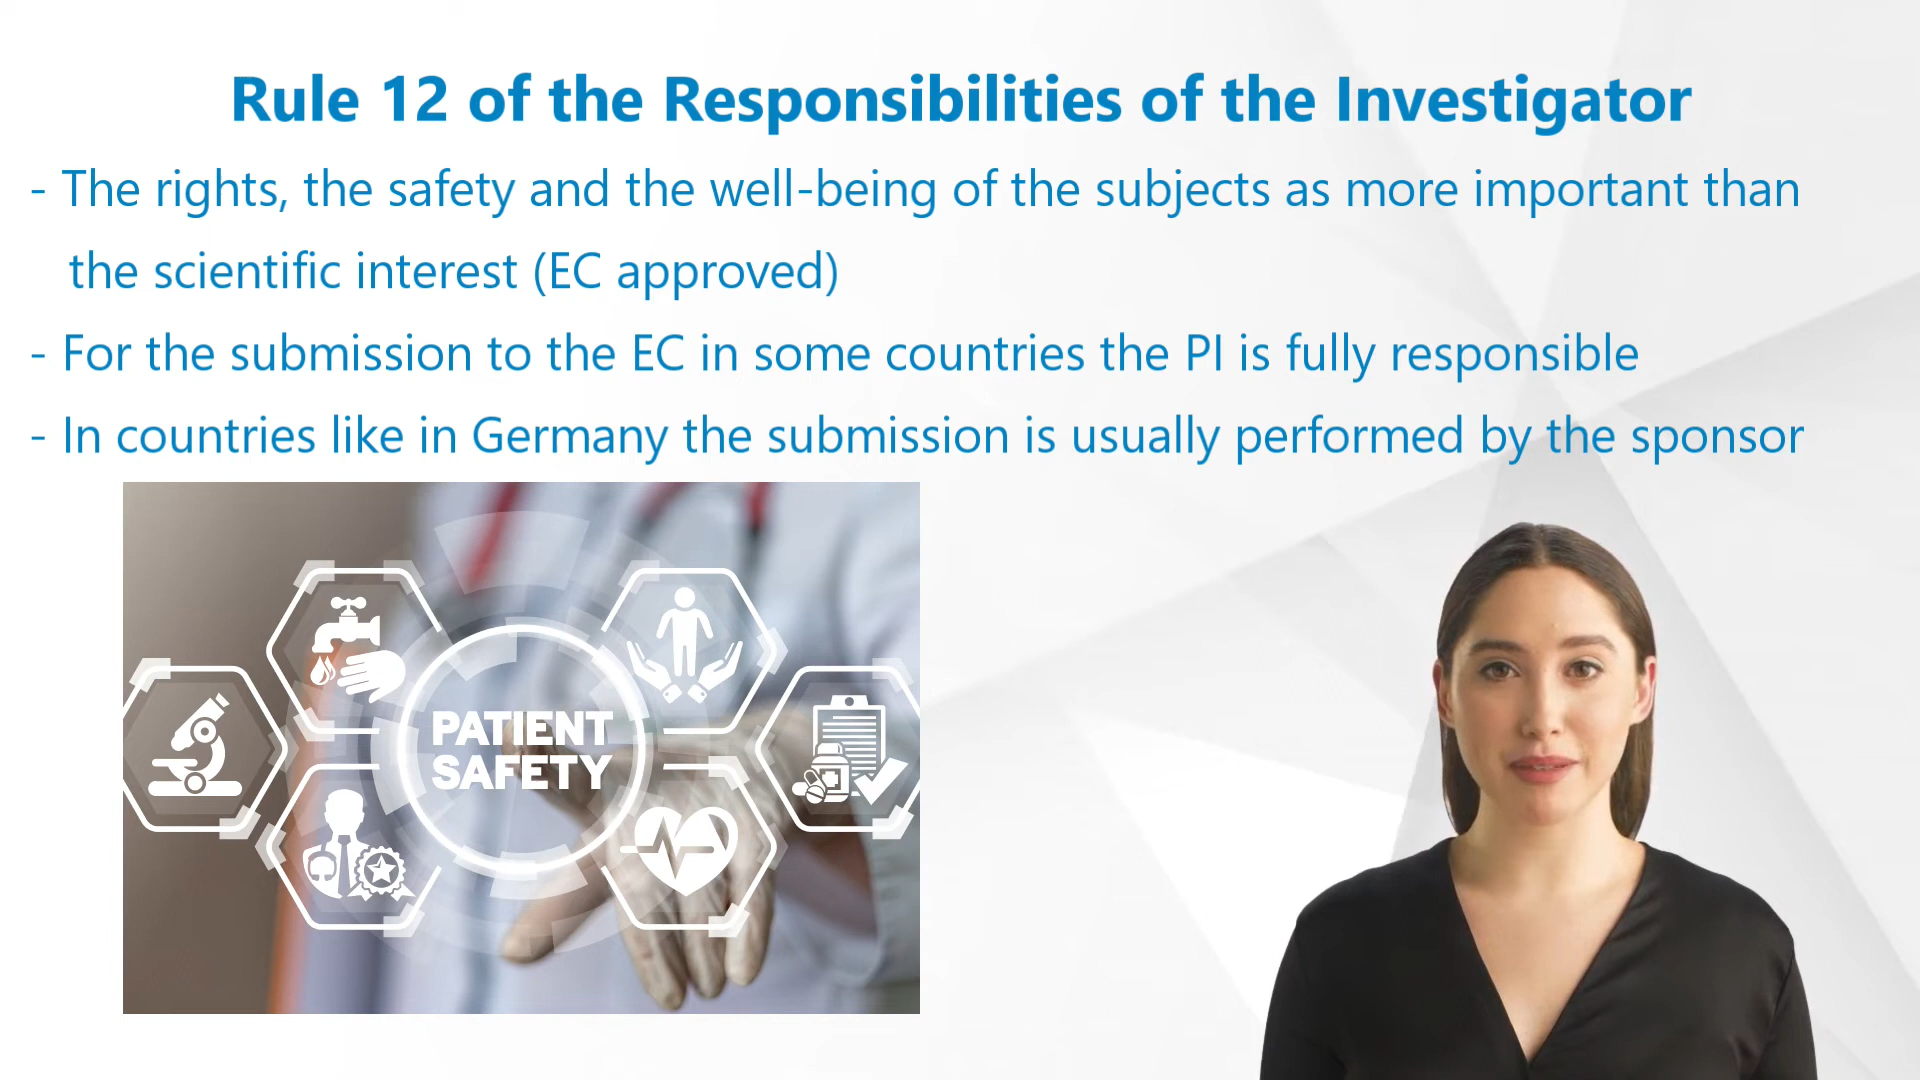 Rule 12 of the Responsibilities of the Investigator
- The rights, the safety and the well-being of the subjects as more important than
the scientific interest (EC approved)
- For the submission to the EC in some countries the PI is fully responsible
- In countries like in Germany the submission is usually performed by the sponsor
PATIENT
SAFETY